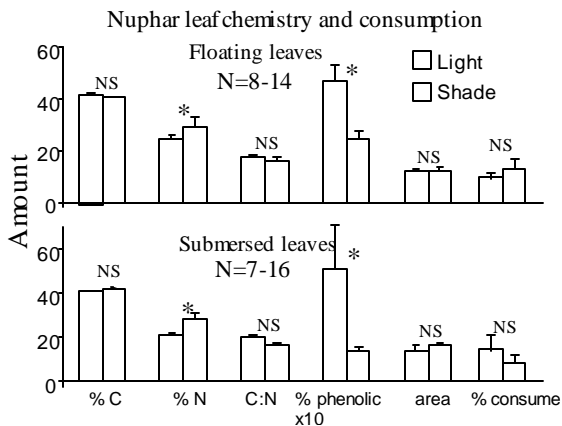 Nuphar leaf chemistry and consumption
Floating leaves
N=8-14
Light
Shade
60
40
20
0
NS
*
NS
*
NS
NS
Amount
Submersed leaves
N=7-16
40
20
0
NS
*
NS
*
NS
NS
% C % N C:N % phenolic area % consume
x10